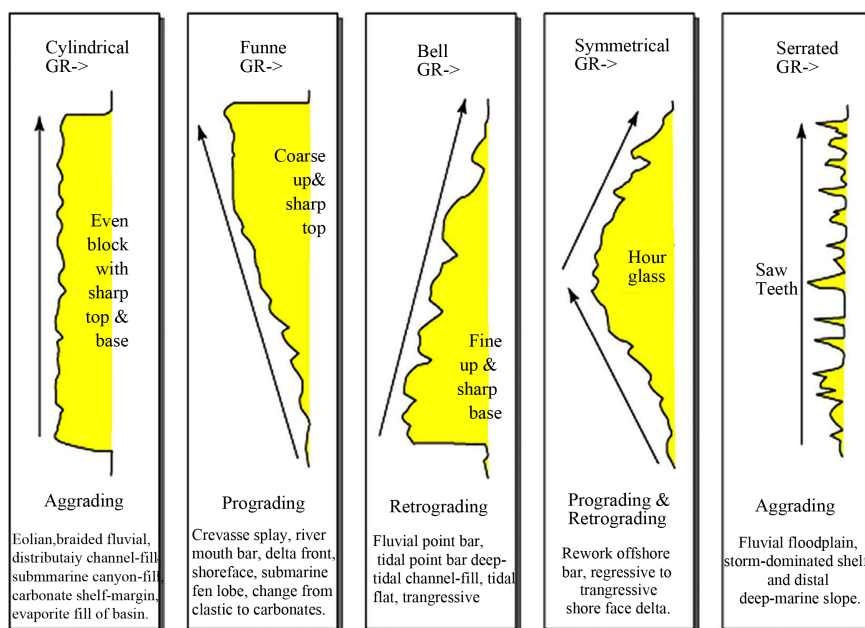 Cylindrical
GR->
Even
block
with
sharp
top &
base
Aggrading
Eolian,braided fluvial,
distributaiy channel-fill,
submmarine canyon-fill,
carbonate shelf-margin,
evaporite fill of basin.
Funne
GR->
Coarse
up&
sharp
top
Prograding
Crevasse splay, river
mouth bar, delta front,
shoreface, submarine
fen lobe, change from
clastic to carbonates.
Bell
GR->
Fine
up &
sharp
base
Retrograding
Fluvial point bar,
tidal point bar deep-
tidal channel-fill, tidal
flat, trangressive
Symmetrical
GR->
Hour
glass
Prograding &
Retrograding
Rework offshore
bar, regressive to
trangressive
shore face delta.
Serrated
GR->
Saw
Teeth
Aggrading
Fluvial floodplain,
storm-dominated shelf
and distal
deep-marine slope.